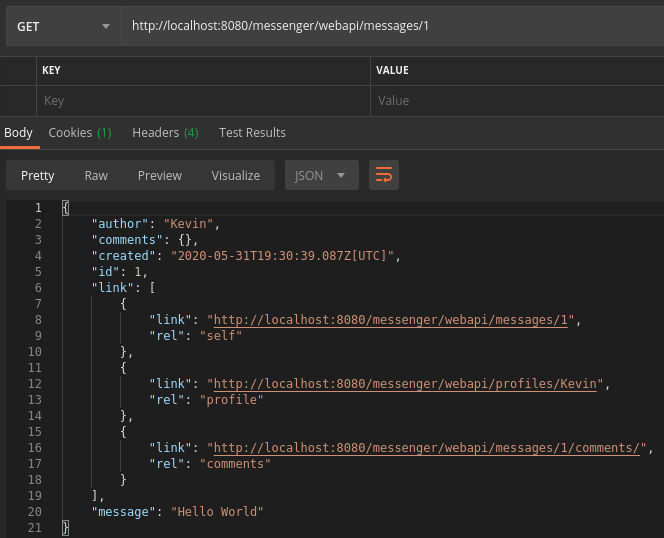 GET http://localhost:8080/messenger/webapi/messages/1
KEY VALUE
Key Value
Body Cookies (1) Headers (4) Test Results
Pretty Raw Preview Visualize JSON
1 {
2 "author": "Kevin",
3 "comments": {},
4 "created": "2020-05-31T19:30:39.087Z[UTC]",
5 "id": 1,
6 "link": [
7 {
8 "link": "http://localhost:8080/messenger/webapi/messages/1",
9 "rel": "self"
10 },
11 {
12 "link": "http://localhost:8080/messenger/webapi/profiles/Kevin",
13 "rel": "profile"
14 },
15 {
16 "link": "http://localhost:8080/messenger/webapi/messages/1/comments/",
17 "rel": "comments"
18 }
19 ],
20 "message": "Hello World"
21 }